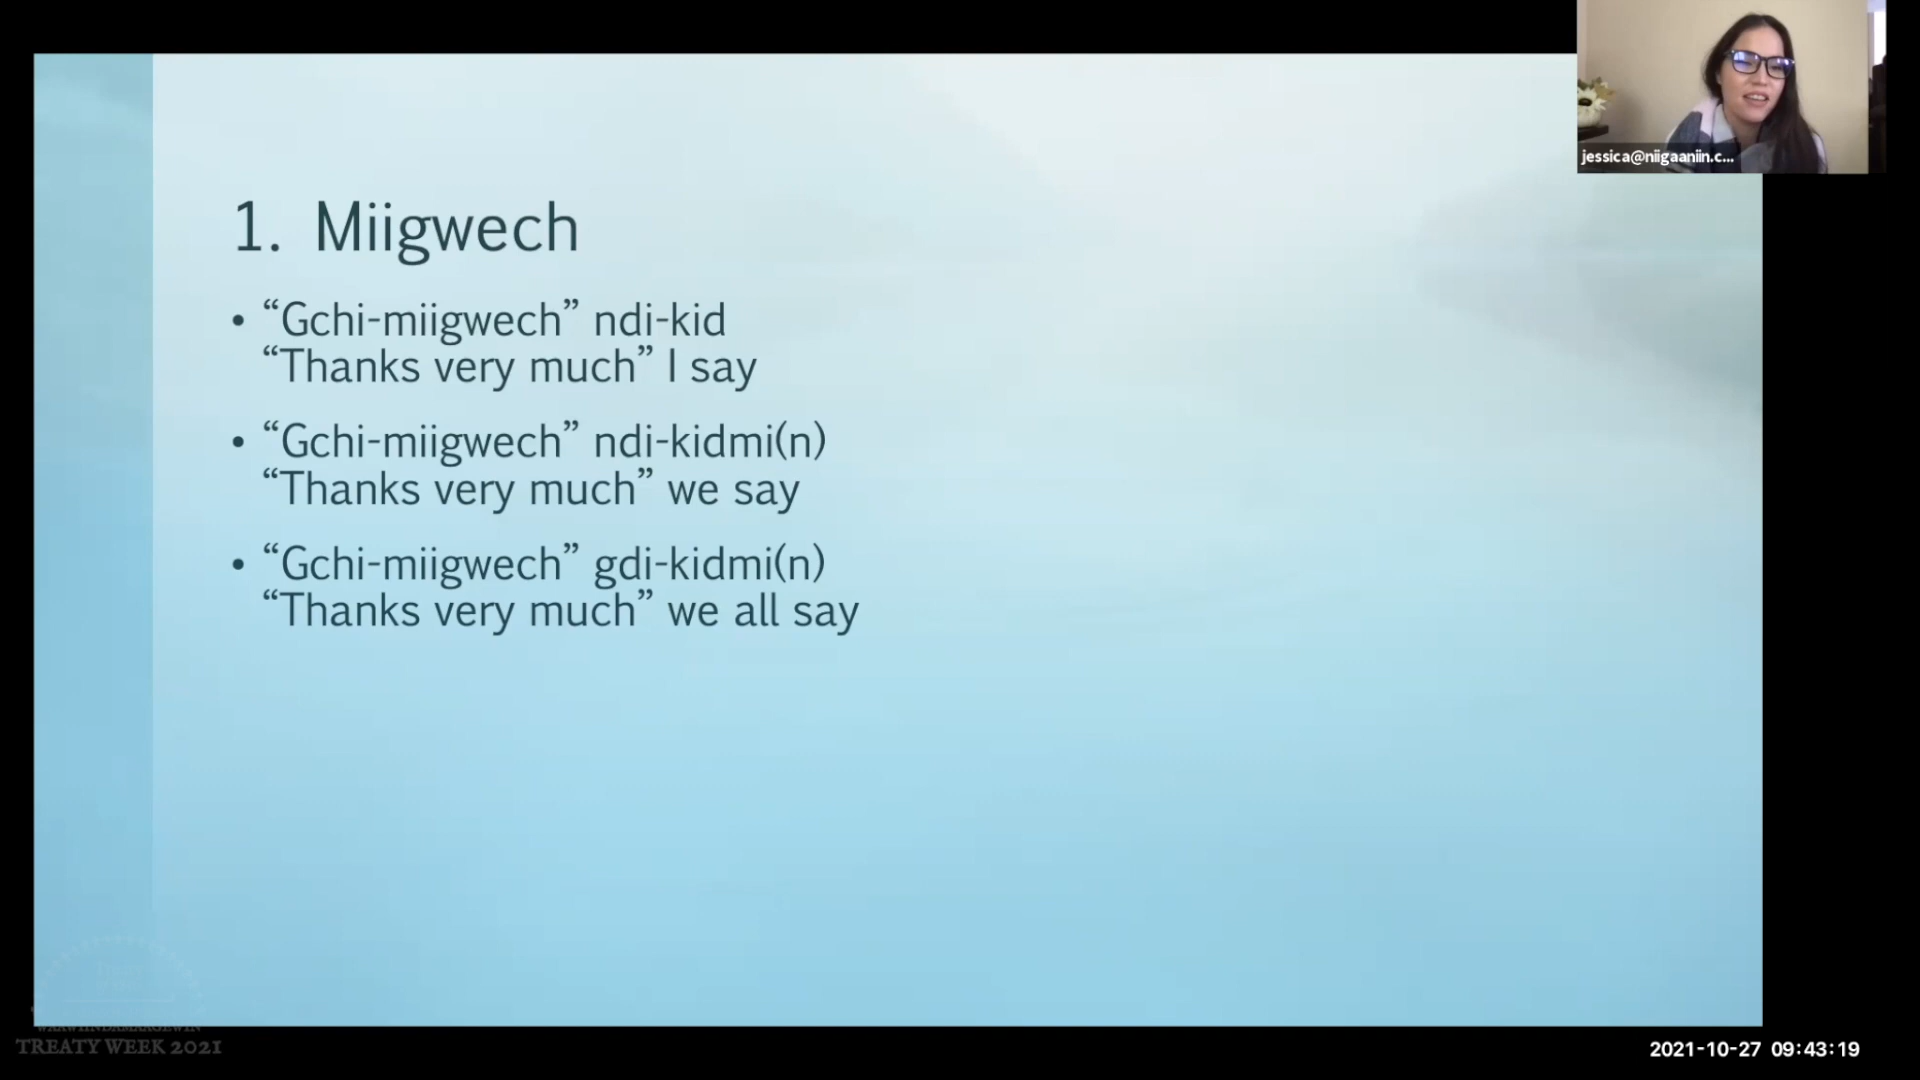 jessica@niigaaniin.c...
1. Miigwech
• “Gchi-miigwech” ndi-kid
“Thanks very much” I say
• “Gchi-miigwech” ndi-kidmi(n)
“Thanks very much” we say
• “Gchi-miigwech” gdi-kidmi(n)
“Thanks very much” we all say
TREATY WEEK 2021
2021-10-27 09:43:19